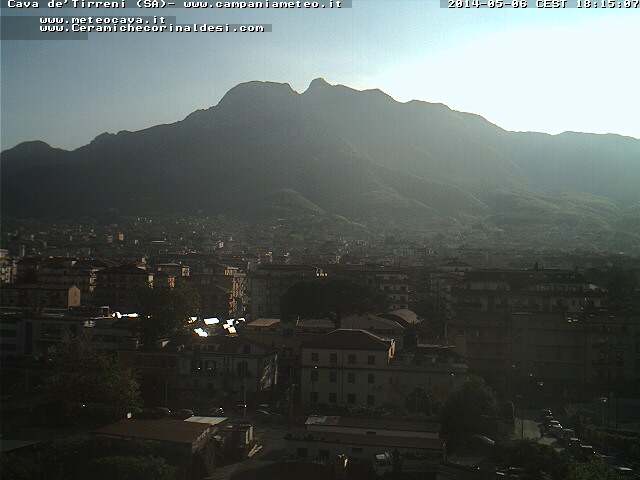 Cava de'Tirreni (SA)- www.campaniameteo.it
2014-05-06 CEST 18:15:07
www.meteocava.it
www.Ceramichecorinaldesi.com